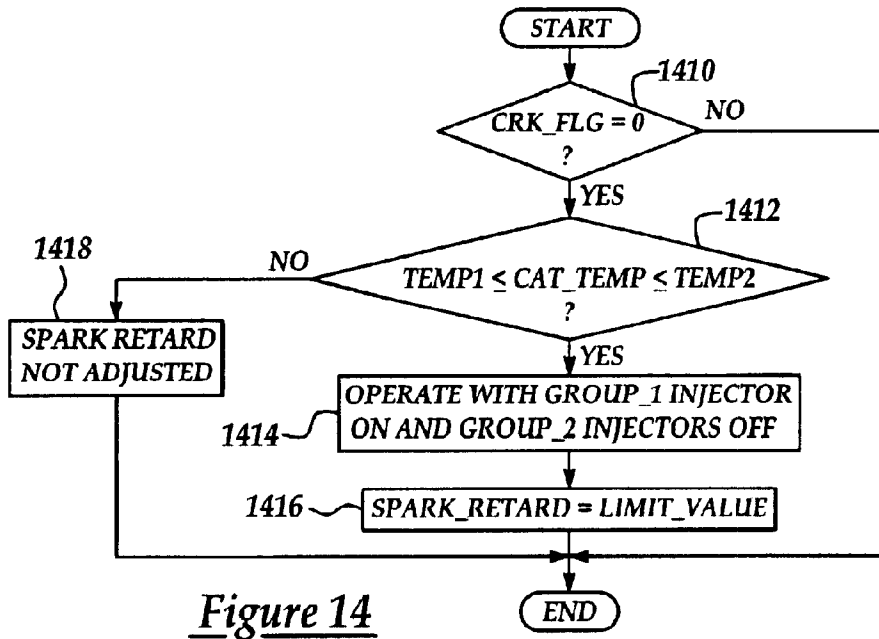 START
1410
CRK_FLG = 0
?
NO
YES
1412
1418
NO
TEMP1 ≤ CAT_TEMP ≤ TEMP2
?
SPARK RETARD
NOT ADJUSTED
YES
OPERATE WITH GROUP_1 INJECTOR
ON AND GROUP_2 INJECTORS OFF
1414
1416
SPARK_RETARD = LIMIT_VALUE
END
Figure 14